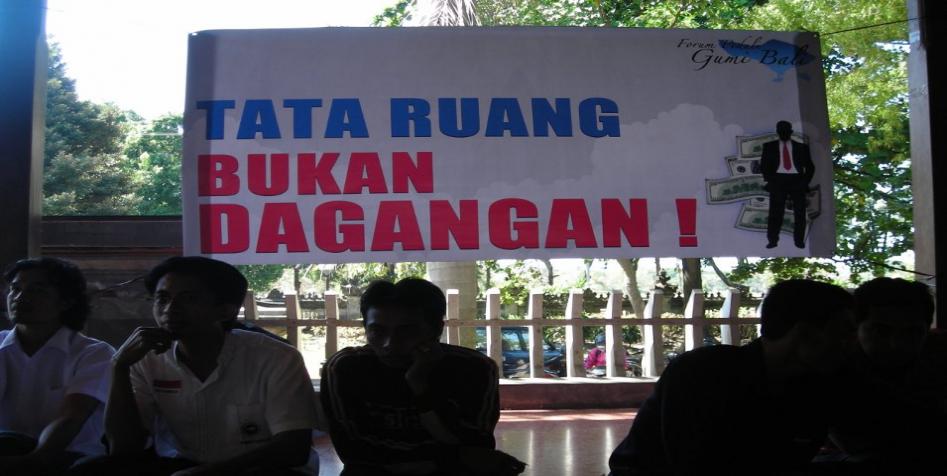 Forum Peduli
Gumi Bali
TATA RUANG
BUKAN
DAGANGAN !